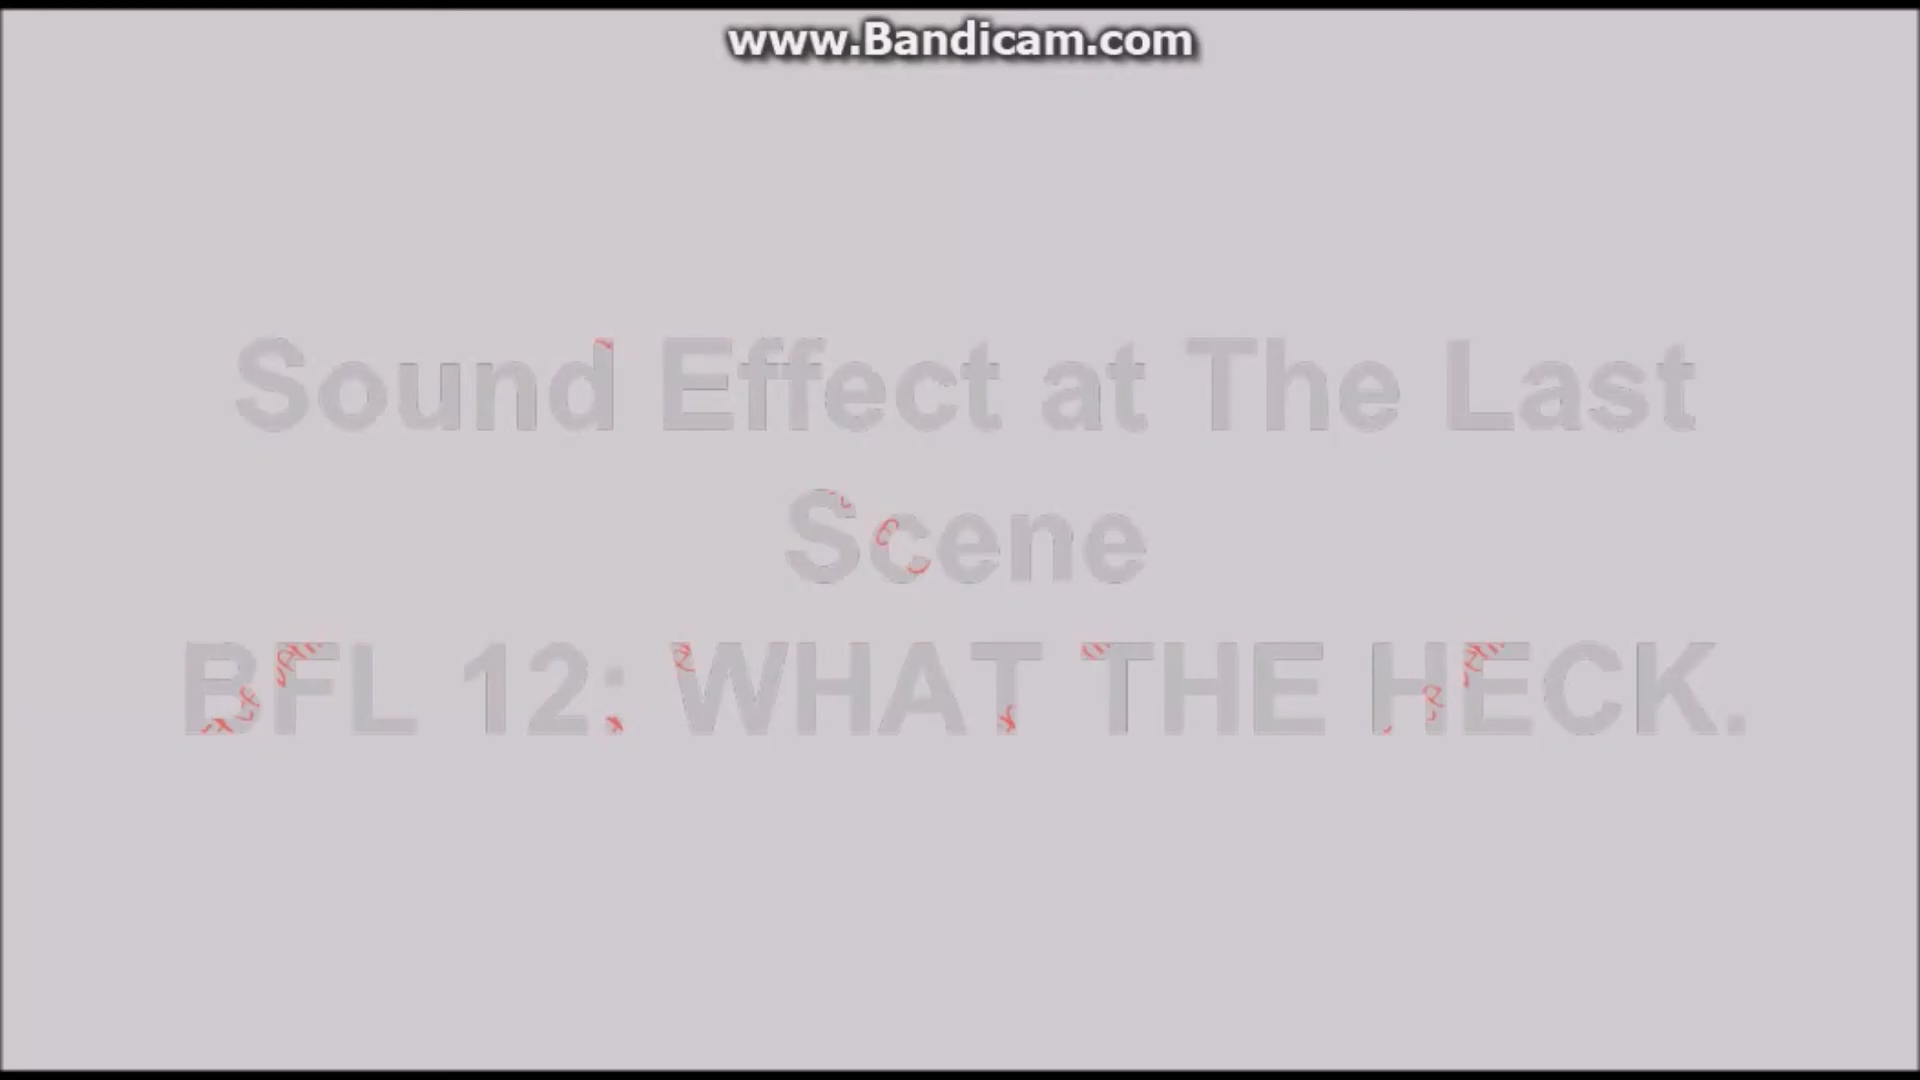 www.Bandicam.com
Sound Effect at The Last
Scene
BFL 12: WHAT THE HECK.